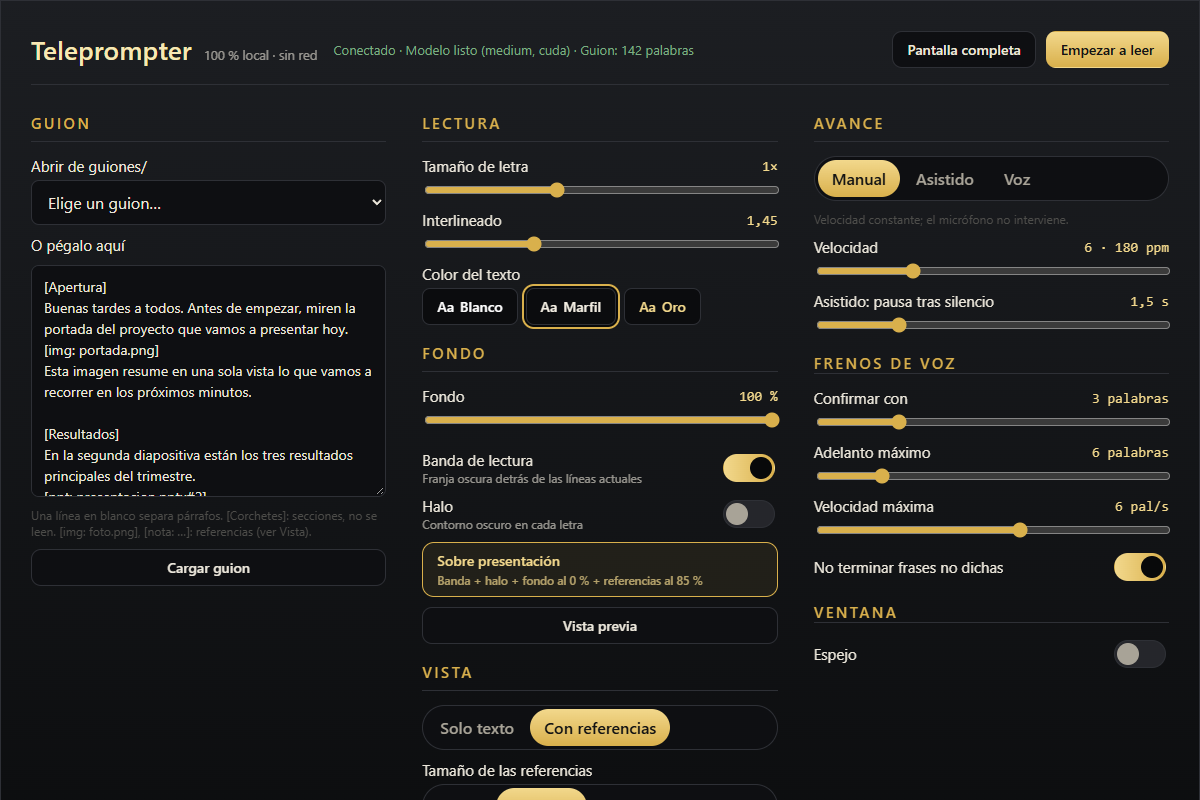 Teleprompter 100 % local · sin red Conectado · Modelo listo (medium, cuda) · Guion: 142 palabras
Pantalla completa
Empezar a leer
GUION
Abrir de guiones/
Elige un guion...
O pégalo aquí
[Apertura]
Buenas tardes a todos. Antes de empezar, miren la
portada del proyecto que vamos a presentar hoy.
[img: portada.png]
Esta imagen resume en una sola vista lo que vamos a
recorrer en los próximos minutos.
[Resultados]
En la segunda diapositiva están los tres resultados
principales del trimestre.
Una línea en blanco separa párrafos. [Corchetes]: secciones, no se
leen. [img: foto.png], [nota: ...]: referencias (ver Vista).
Cargar guion
LECTURA
Tamaño de letra 1×
Interlineado 1,45
Color del texto
Aa Blanco
Aa Marfil
Aa Oro
FONDO
Fondo 100 %
Banda de lectura
Franja oscura detrás de las líneas actuales
Halo
Contorno oscuro en cada letra
Sobre presentación
Banda + halo + fondo al 0 % + referencias al 85 %
Vista previa
VISTA
Solo texto
Con referencias
Tamaño de las referencias
AVANCE
Manual
Asistido
Voz
Velocidad constante; el micrófono no interviene.
Velocidad 6 · 180 ppm
Asistido: pausa tras silencio 1,5 s
FRENOS DE VOZ
Confirmar con 3 palabras
Adelanto máximo 6 palabras
Velocidad máxima 6 pal/s
No terminar frases no dichas
VENTANA
Espejo